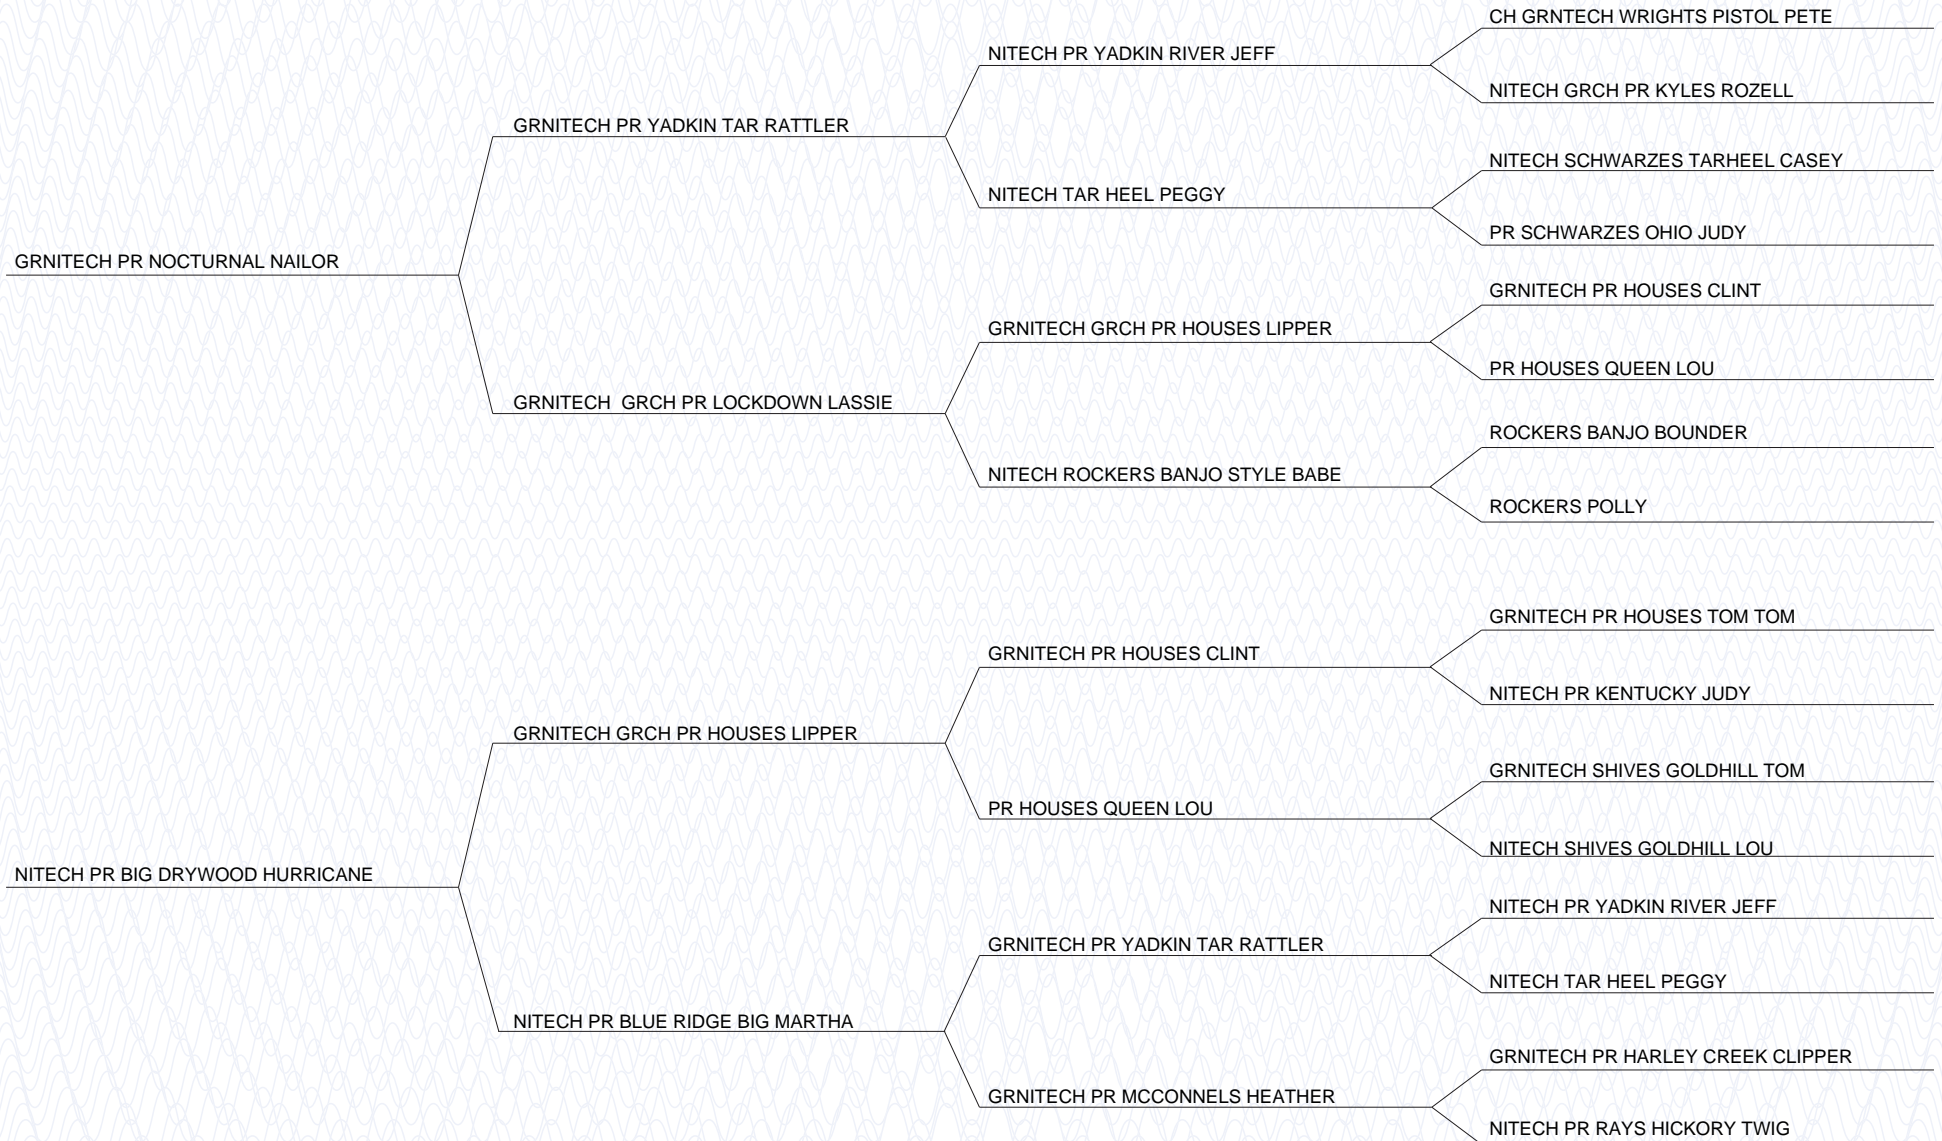 CH GRNTECH WRIGHTS PISTOL PETE
NITECH PR YADKIN RIVER JEFF
NITECH GRCH PR KYLES ROZELL
GRNITECH PR YADKIN TAR RATTLER
NITECH SCHWARZES TARHEEL CASEY
NITECH TAR HEEL PEGGY
PR SCHWARZES OHIO JUDY
GRNITECH PR NOCTURNAL NAILOR
GRNITECH PR HOUSES CLINT
GRNITECH GRCH PR HOUSES LIPPER
PR HOUSES QUEEN LOU
GRNITECH  GRCH PR LOCKDOWN LASSIE
ROCKERS BANJO BOUNDER
NITECH ROCKERS BANJO STYLE BABE
ROCKERS POLLY
GRNITECH PR HOUSES TOM TOM
GRNITECH PR HOUSES CLINT
NITECH PR KENTUCKY JUDY
GRNITECH GRCH PR HOUSES LIPPER
GRNITECH SHIVES GOLDHILL TOM
PR HOUSES QUEEN LOU
NITECH SHIVES GOLDHILL LOU
NITECH PR BIG DRYWOOD HURRICANE
NITECH PR YADKIN RIVER JEFF
GRNITECH PR YADKIN TAR RATTLER
NITECH TAR HEEL PEGGY
NITECH PR BLUE RIDGE BIG MARTHA
GRNITECH PR HARLEY CREEK CLIPPER
GRNITECH PR MCCONNELS HEATHER
NITECH PR RAYS HICKORY TWIG